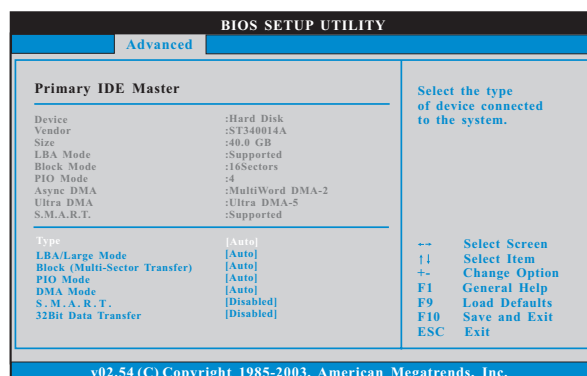 BIOS SETUP UTILITY
Advanced
Primary IDE Master
Device :Hard Disk
Vendor :ST340014A
Size :40.0 GB
LBA Mode :Supported
Block Mode :16Sectors
PIO Mode :4
Async DMA :MultiWord DMA-2
Ultra DMA :Ultra DMA-5
S.M.A.R.T. :Supported
Type [Auto]
LBA/Large Mode [Auto]
Block (Multi-Sector Transfer) [Auto]
PIO Mode [Auto]
DMA Mode [Auto]
S.M.A.R.T. [Disabled]
32Bit Data Transfer [Disabled]
Select the type
of device connected
to the system.
←→ Select Screen
↑↓ Select Item
+- Change Option
F1 General Help
F9 Load Defaults
F10 Save and Exit
ESC Exit
v02.54 (C) Copyright 1985-2003, American Megatrends, Inc.